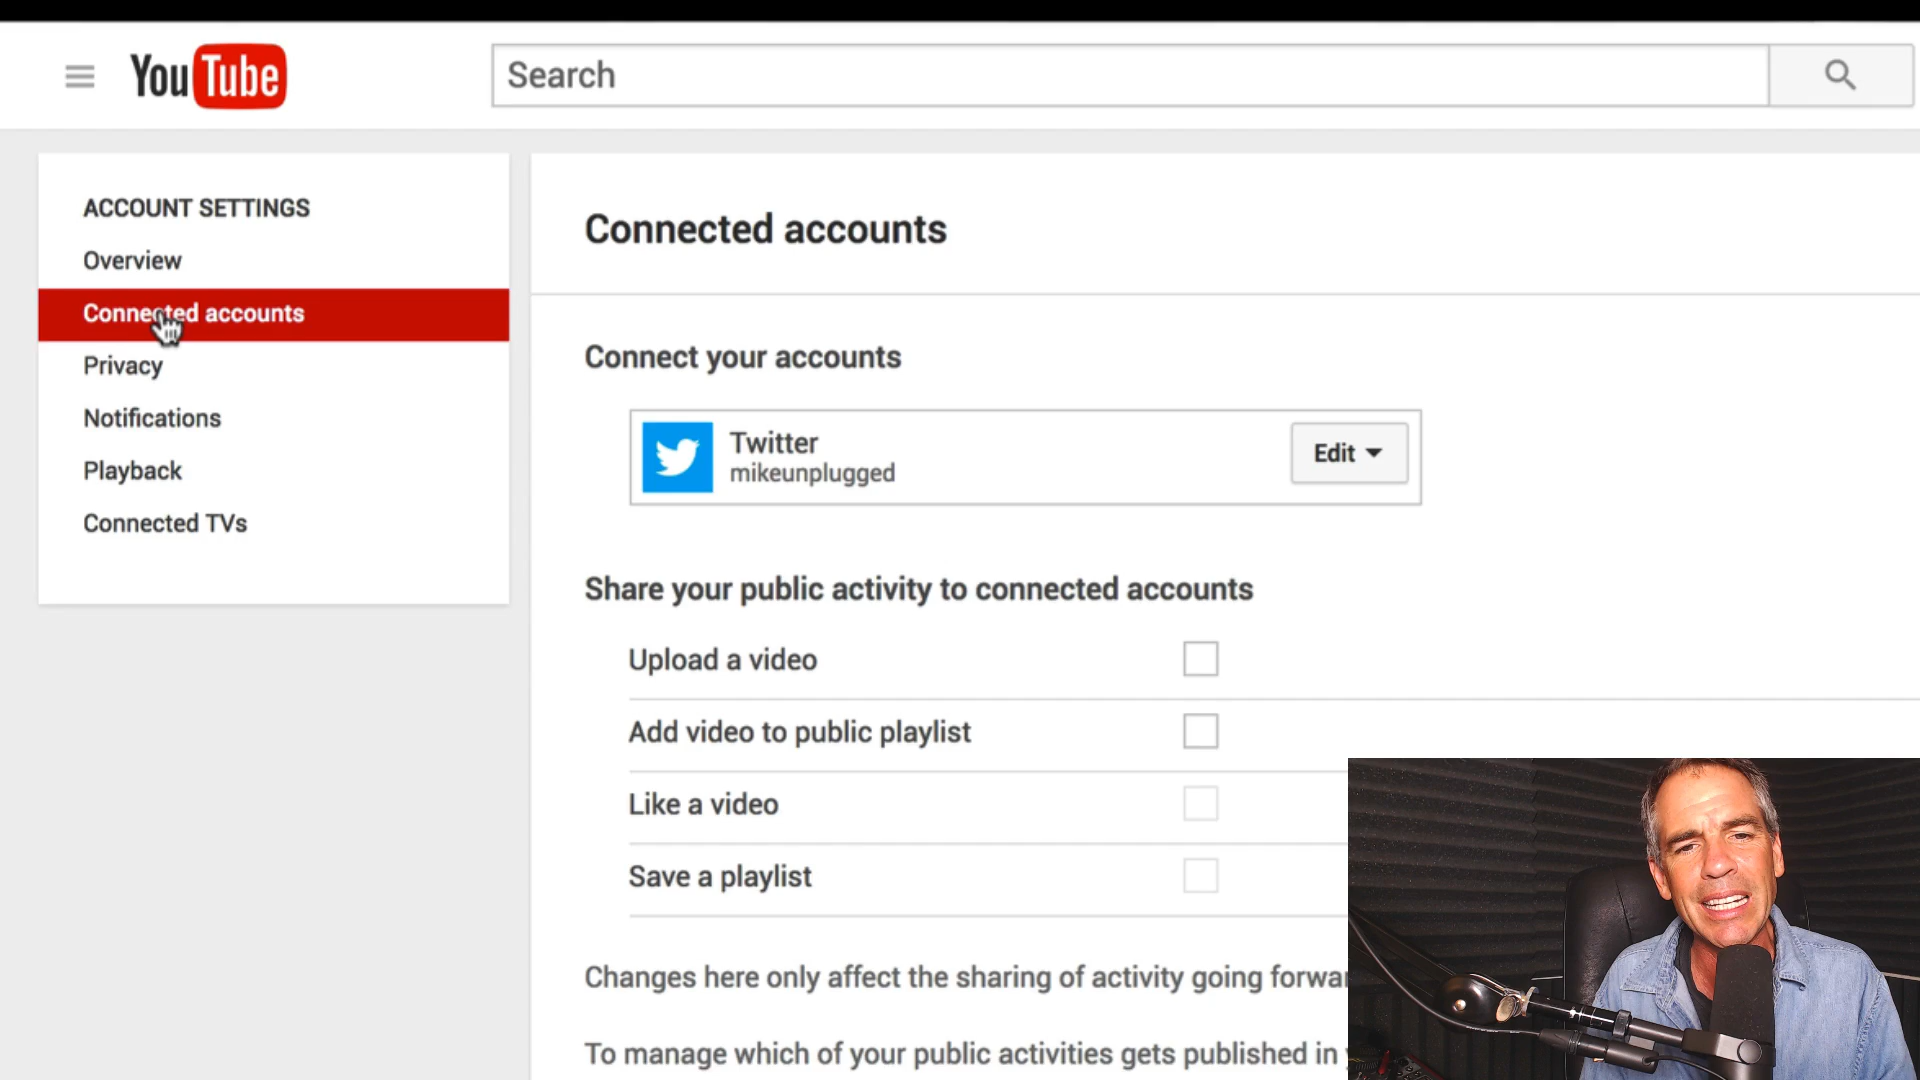 YouTube
Search
ACCOUNT SETTINGS
Overview
Connected accounts
Privacy
Notifications
Playback
Connected TVs
Connected accounts
Connect your accounts
Twitter
mikeunplugged
Edit
Share your public activity to connected accounts
Upload a video
Add video to public playlist
Like a video
Save a playlist
Changes here only affect the sharing of activity going forwar
To manage which of your public activities gets published in